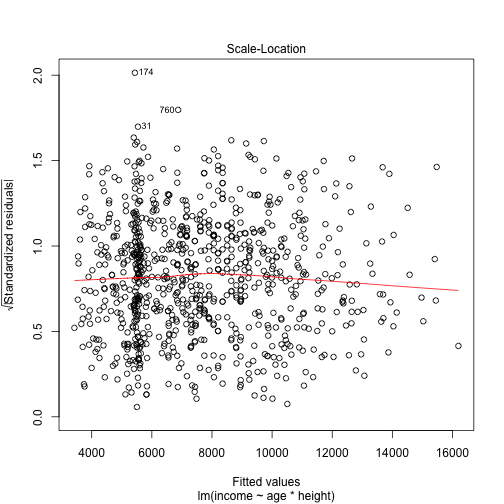 Scale-Location
√|Standardized residuals|
2.0
1.5
1.0
0.5
0.0
174
760
31
4000 6000 8000 10000 12000 14000 16000
Fitted values
lm(income ~ age * height)